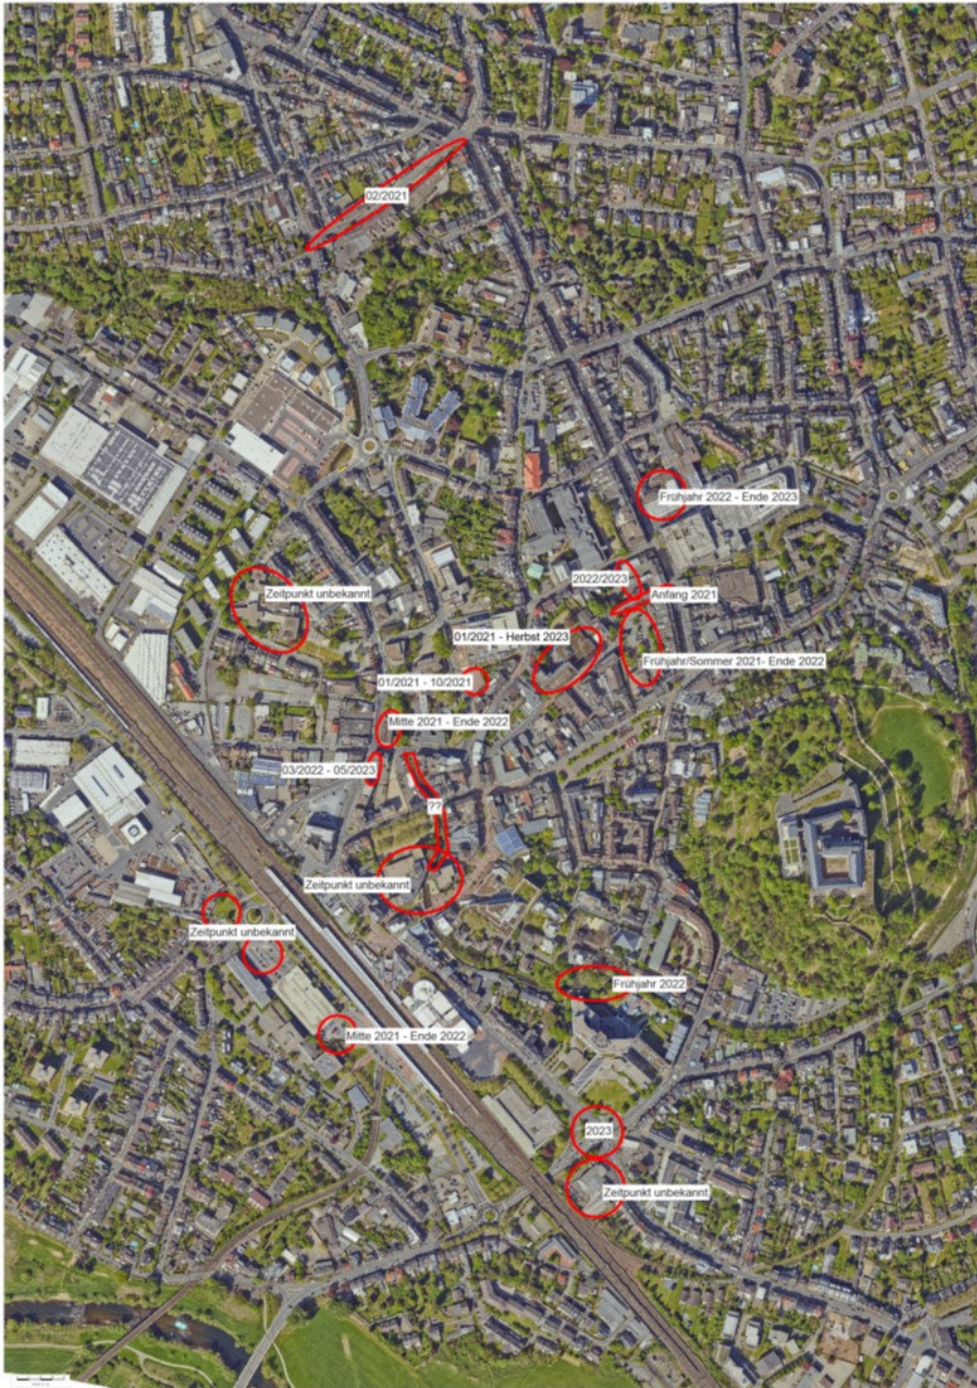 02/2021
Frühjahr 2022 - Ende 2023
2022/2023
Zeitpunkt unbekannt
Anfang 2021
01/2021 - Herbst 2023
Frühjahr/Sommer 2021- Ende 2022
01/2021 - 10/2021
Mitte 2021 - Ende 2022
03/2022 - 05/2023
??
Zeitpunkt unbekannt
Zeitpunkt unbekannt
Frühjahr 2022
Mitte 2021 - Ende 2022
2023
Zeitpunkt unbekannt